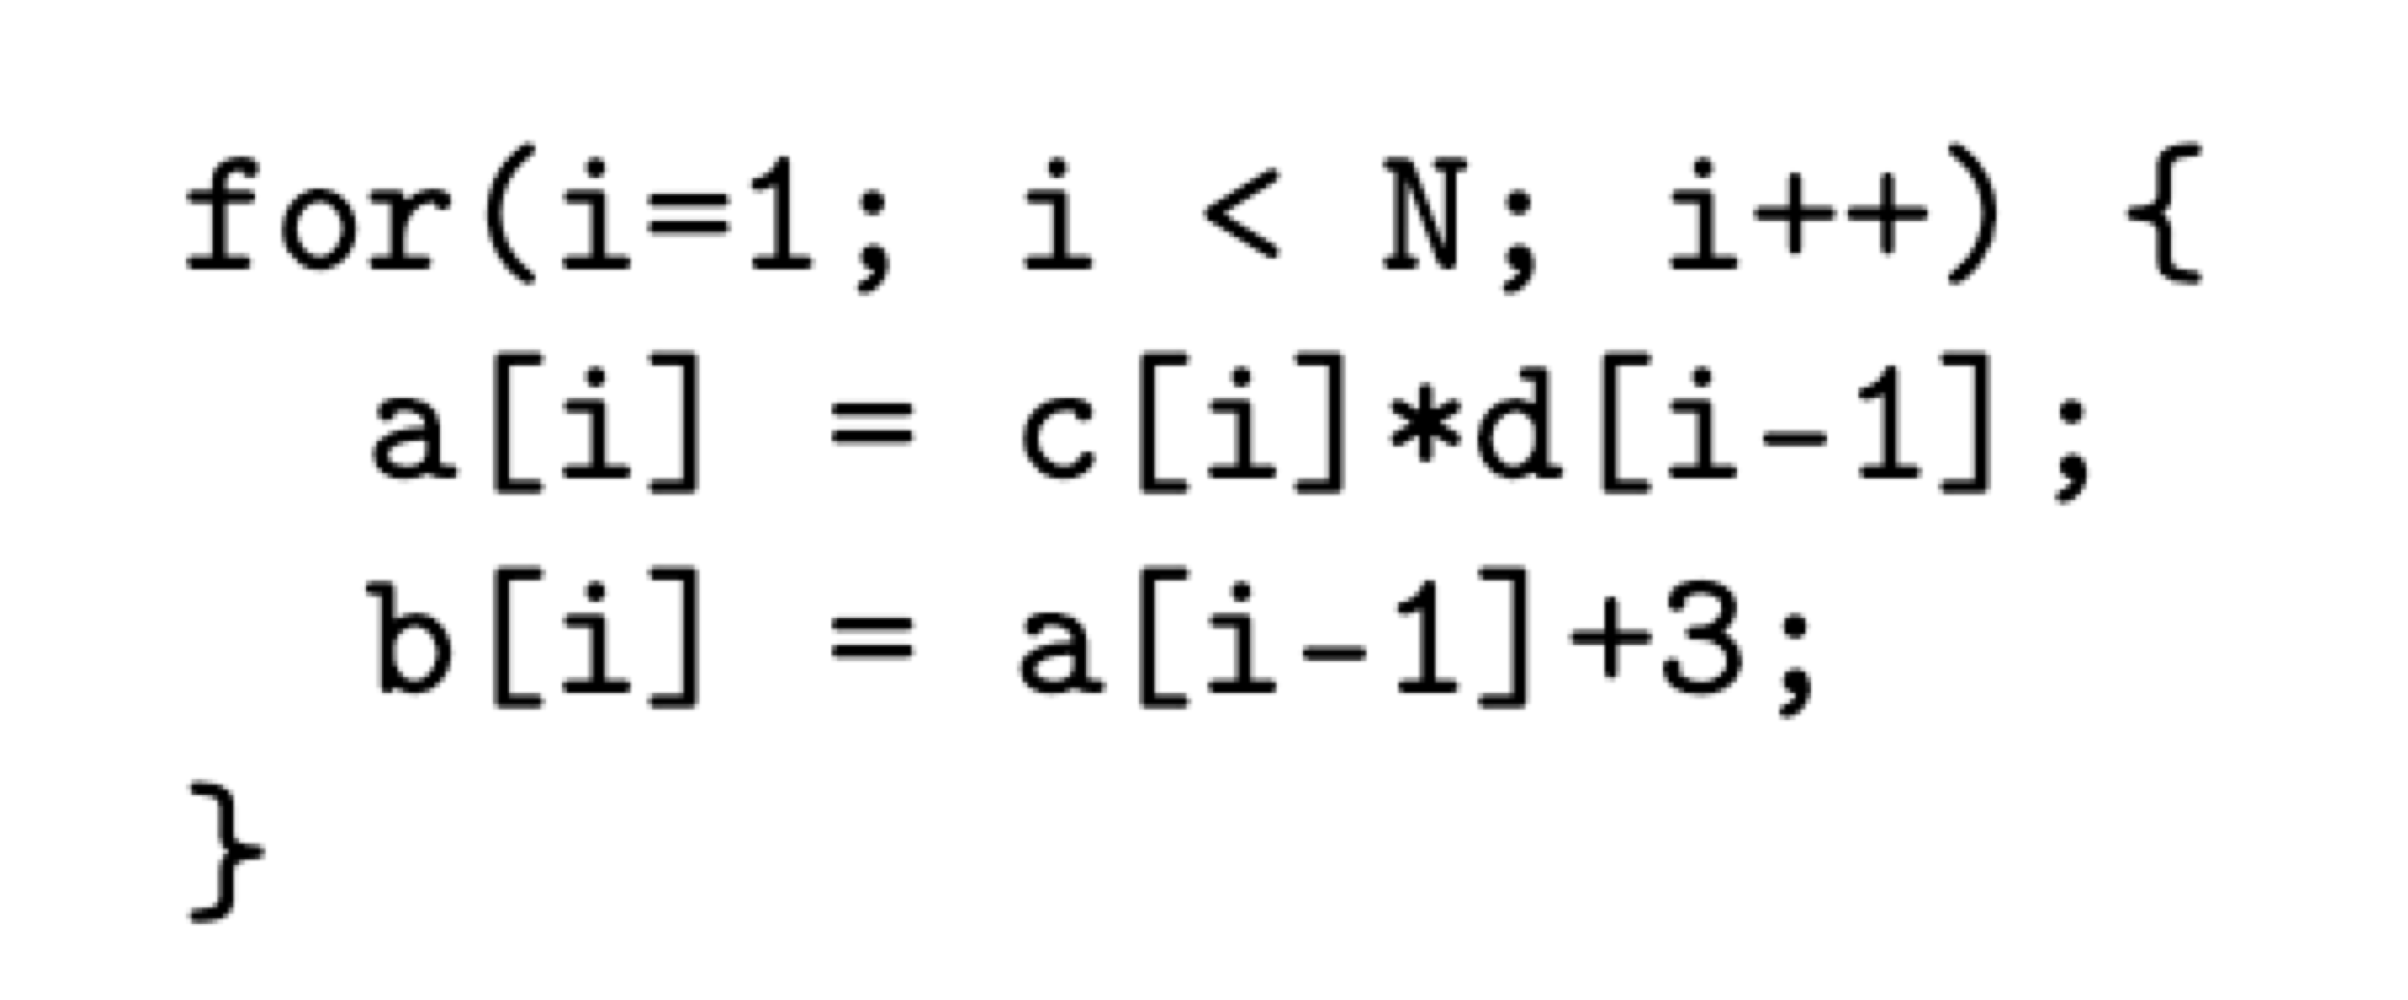 for(i=1; i < N; i++) {
  a[i] = c[i]*d[i-1];
  b[i] = a[i-1]+3;
}